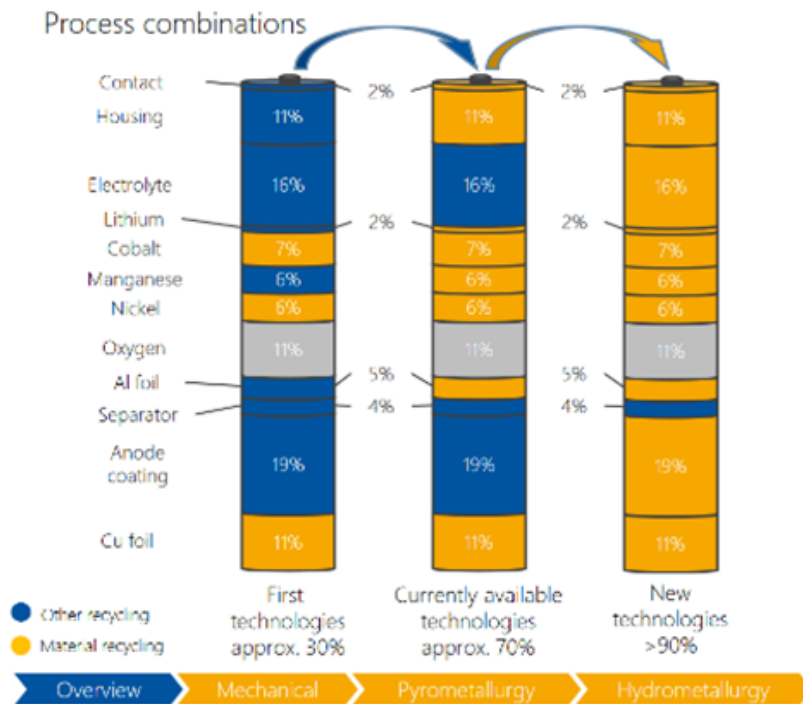 Process combinations
Contact
2%
2%
Housing
11%
11%
11%
Electrolyte
16%
16%
16%
Lithium
2%
2%
Cobalt
7%
7%
7%
Manganese
6%
6%
6%
Nickel
6%
6%
6%
Oxygen
11%
11%
11%
Al foil
5%
5%
Separator
4%
4%
Anode
coating
19%
19%
19%
Cu foil
11%
11%
11%
First
technologies
approx. 30%
Currently available
technologies
approx. 70%
New
technologies
>90%
Other recycling
Material recycling
Overview
Mechanical
Pyrometallurgy
Hydrometallurgy